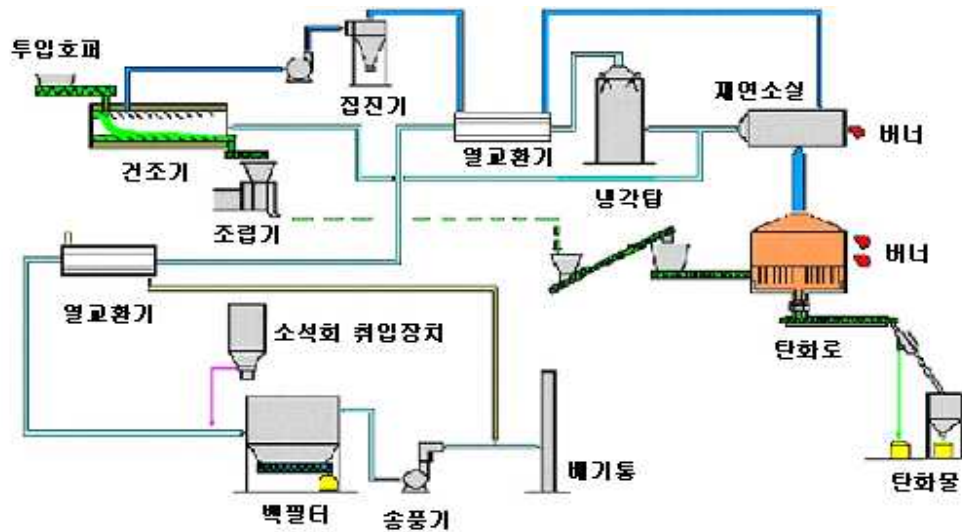 투입호퍼
집진기
재연소실
버너
열교환기
건조기
냉각탑
조립기
버너
열교환기
소석회 취입장치
탄화로
배기통
탄화물
백필터
송풍기